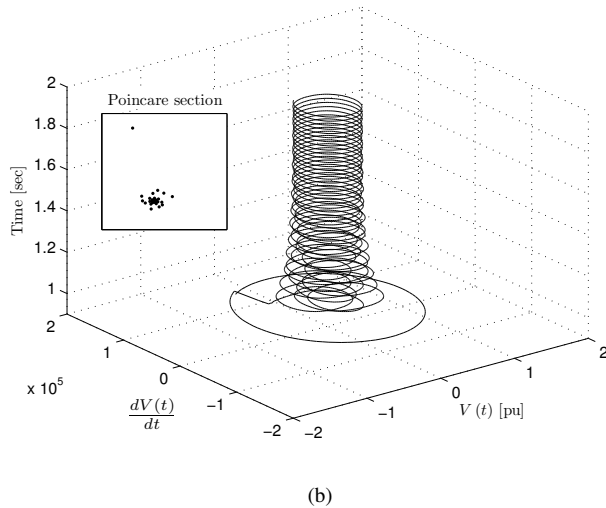 2
Poincare section
1.8
1.6
1.4
1.2
1
Time [sec]
2
1
0
−1
−2
x 10^5
dV(t)
dt
−2
−1
0
1
2
V (t) [pu]
(b)